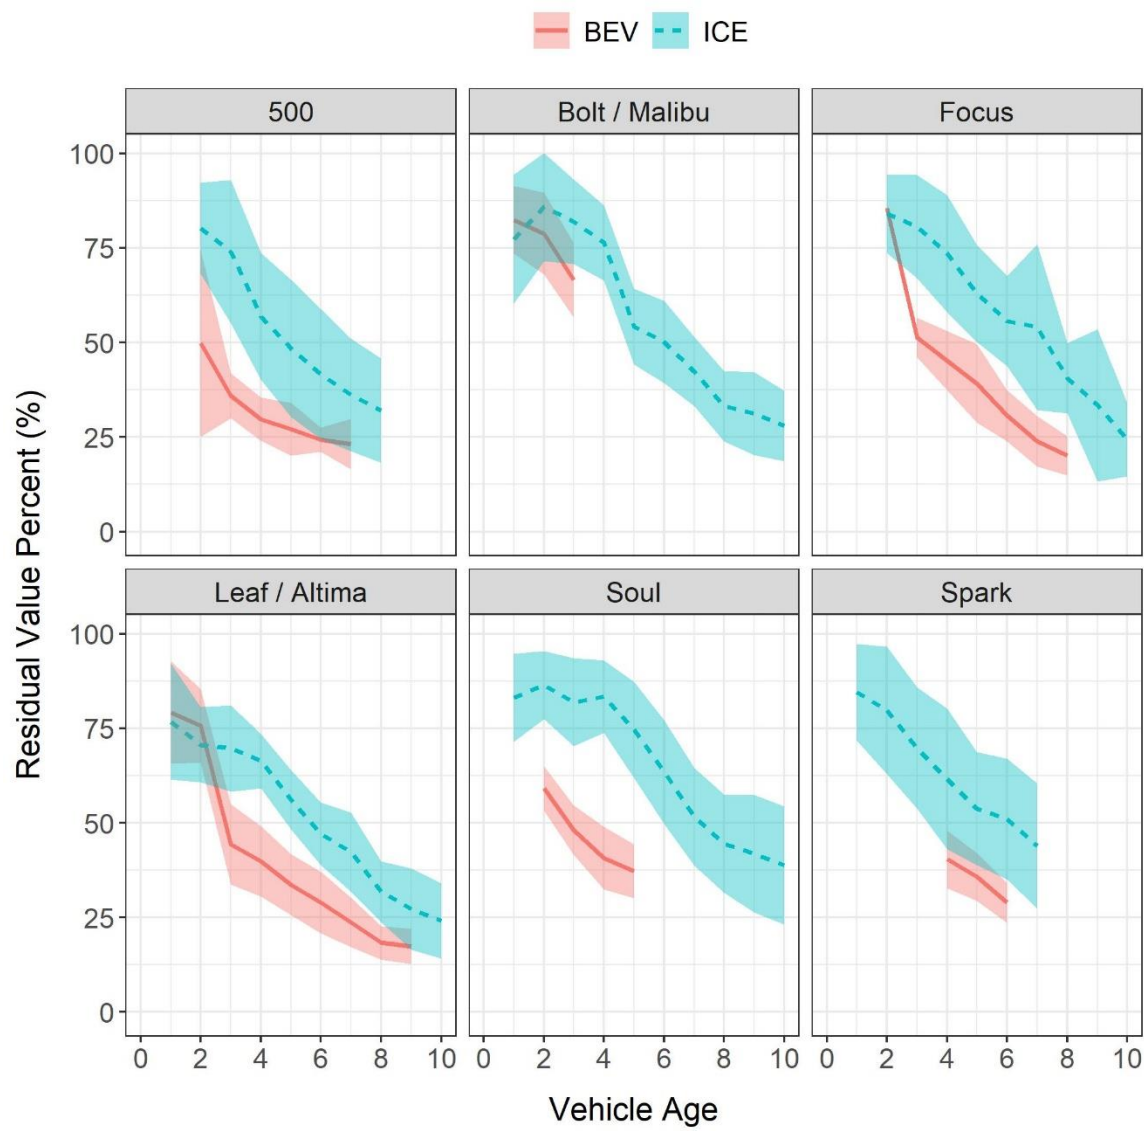 BEV ICE
500 Bolt / Malibu Focus
100
75
50
25
0
Leaf / Altima Soul Spark
100
75
50
25
0
0 2 4 6 8 10 0 2 4 6 8 10 0 2 4 6 8 10
Vehicle Age
Residual Value Percent (%)